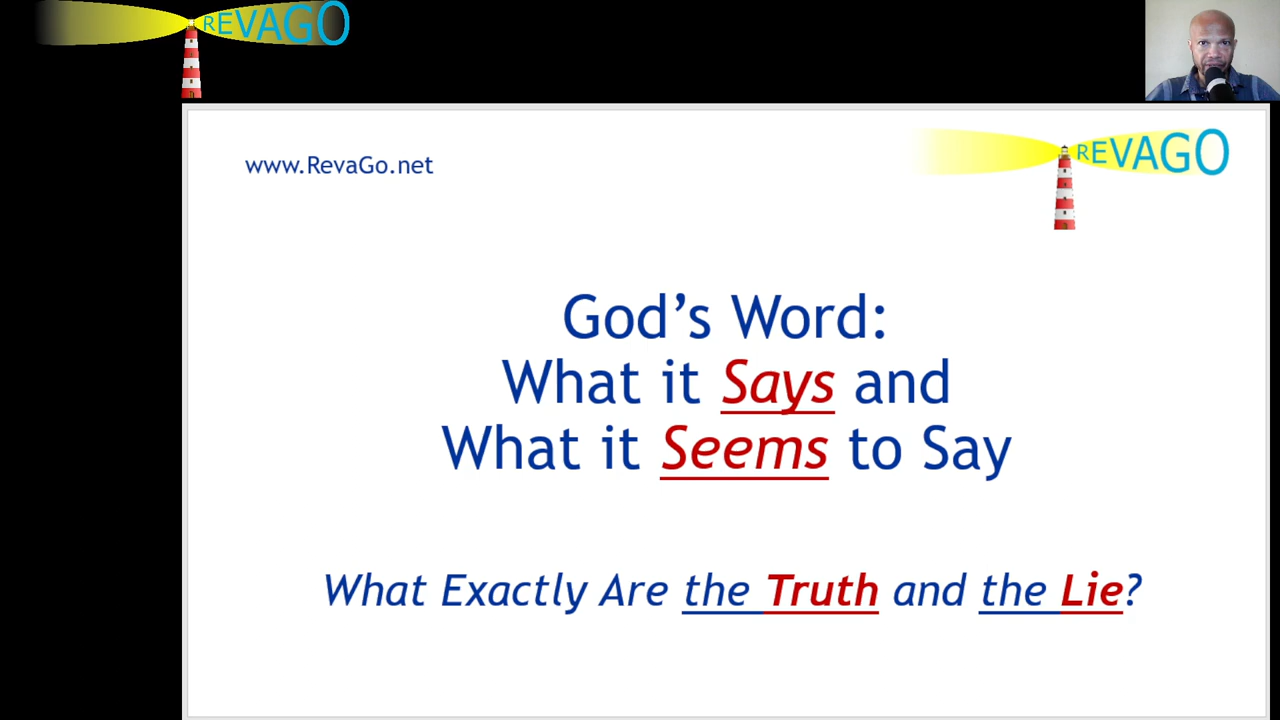 REVAGO
www.RevaGo.net
REVAGO
God's Word:
What it Says and
What it Seems to Say
What Exactly Are the Truth and the Lie?